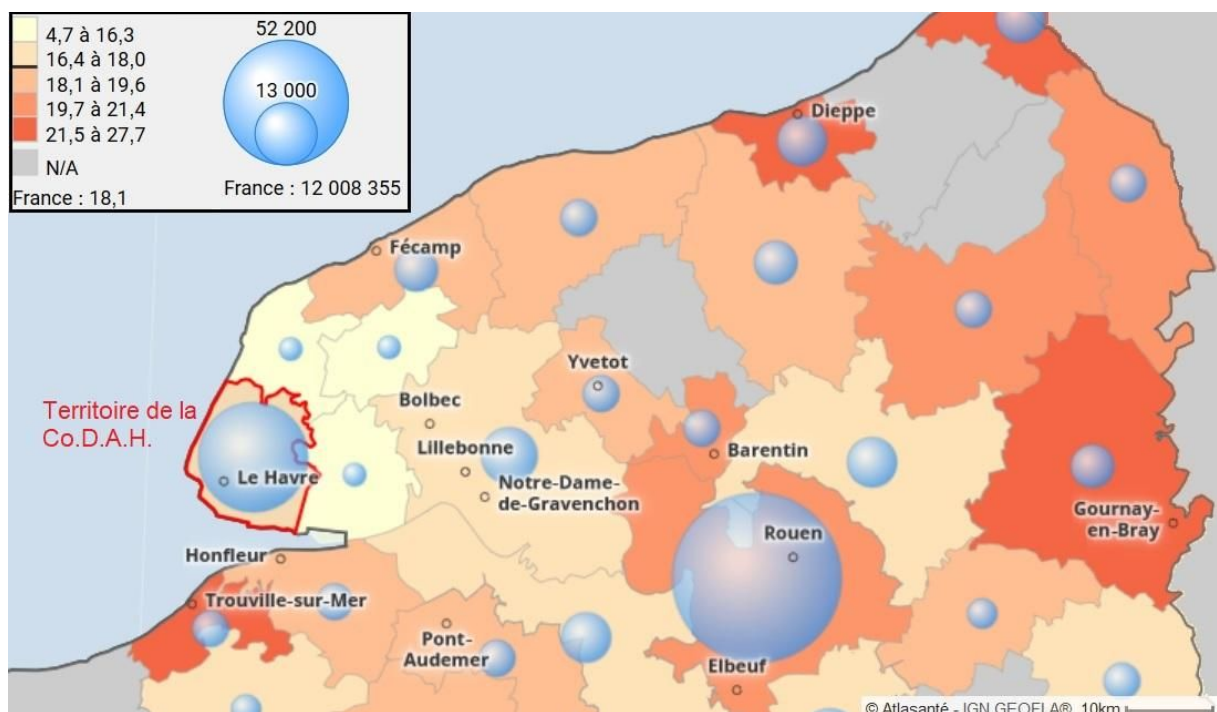 4,7 à 16,3
16,4 à 18,0
18,1 à 19,6
19,7 à 21,4
21,5 à 27,7
N/A
France : 18,1
52 200
13 000
France : 12 008 355
Dieppe
Fécamp
Yvetot
Territoire de la
Co.D.A.H.
Bolbec
Lillebonne
Barentin
Le Havre
Notre-Dame-
de-Gravenchon
Gournay-
en-Bray
Rouen
Honfleur
Trouville-sur-Mer
Pont-
Audemer
Elbeuf
© Atlasanté - IGN GEOFLA® 10km